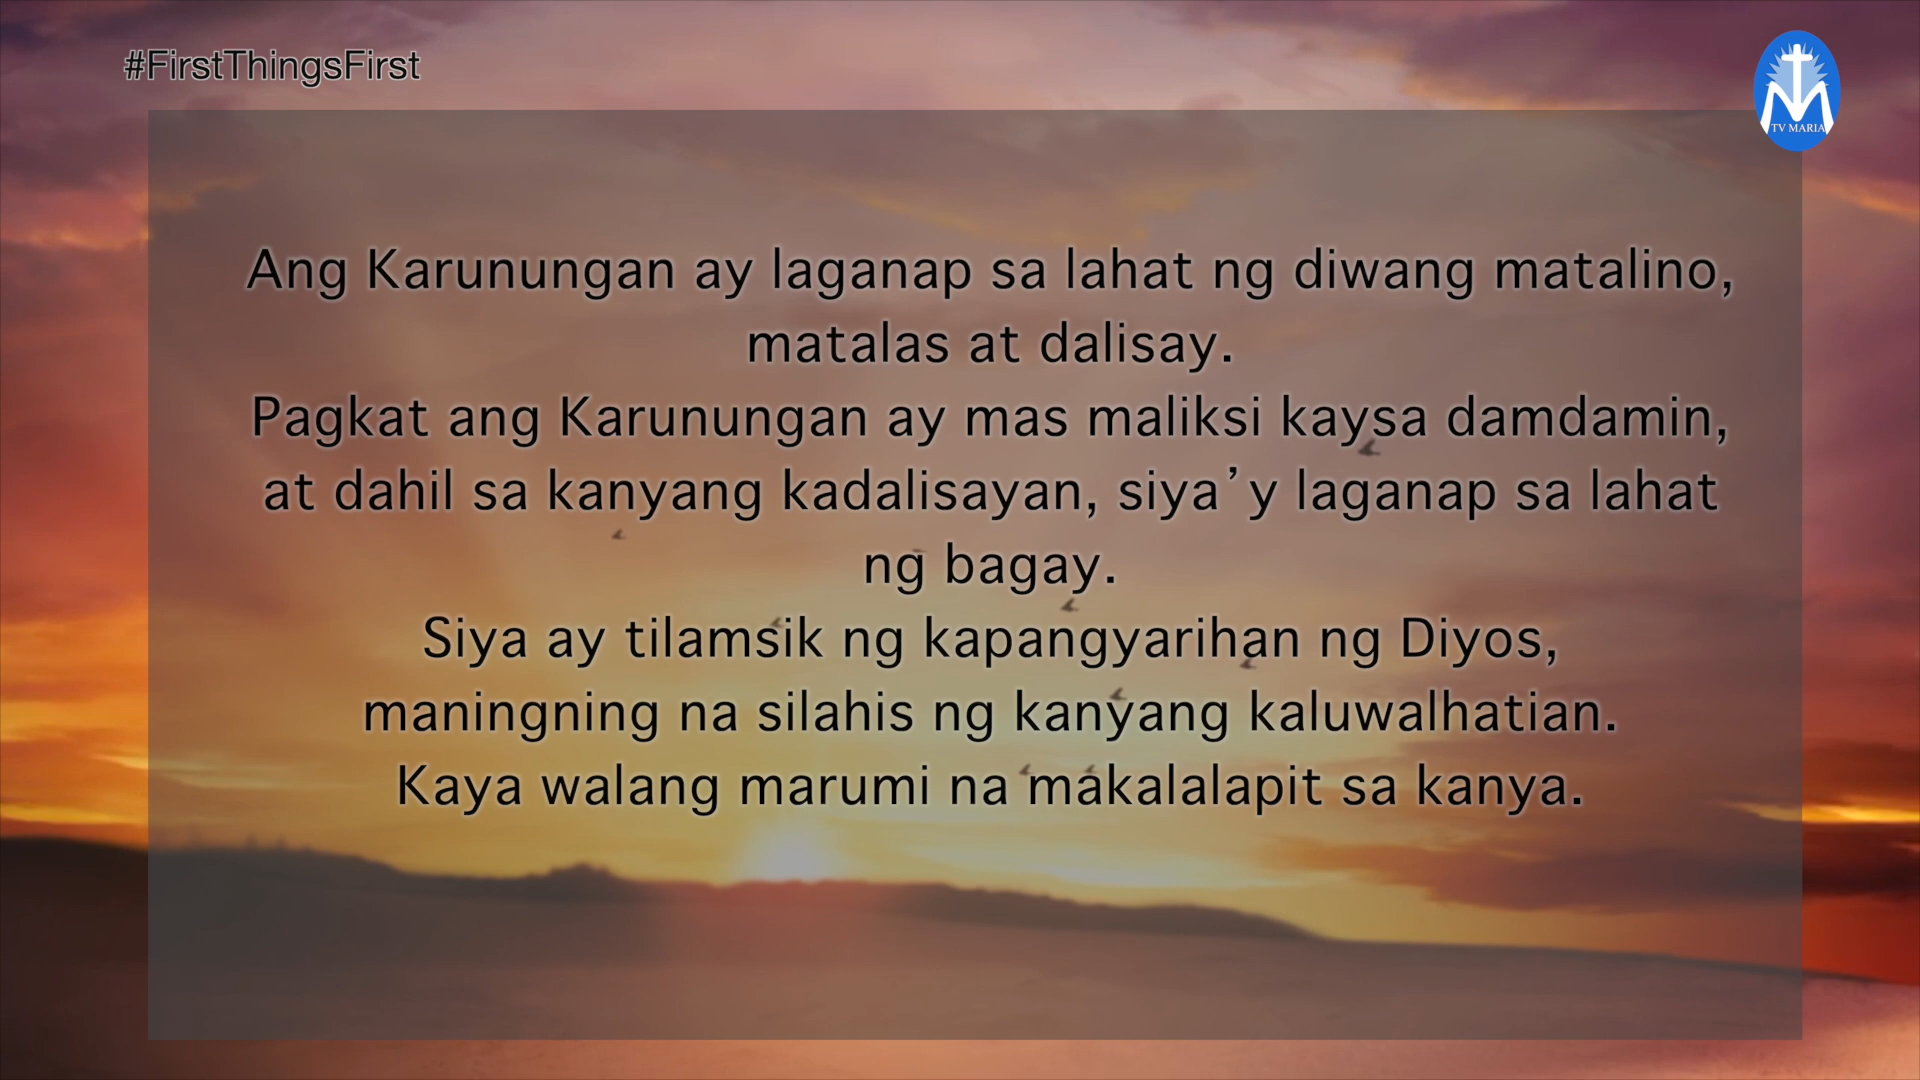 #FirstThingsFirst
TV MARIA
Ang Karunungan ay laganap sa lahat ng diwang matalino,
matalas at dalisay.
Pagkat ang Karunungan ay mas maliksi kaysa damdamin,
at dahil sa kanyang kadalisayan, siya’y laganap sa lahat
ng bagay.
Siya ay tilamsik ng kapangyarihan ng Diyos,
maningning na silahis ng kanyang kaluwalhatian.
Kaya walang marumi na makalalapit sa kanya.